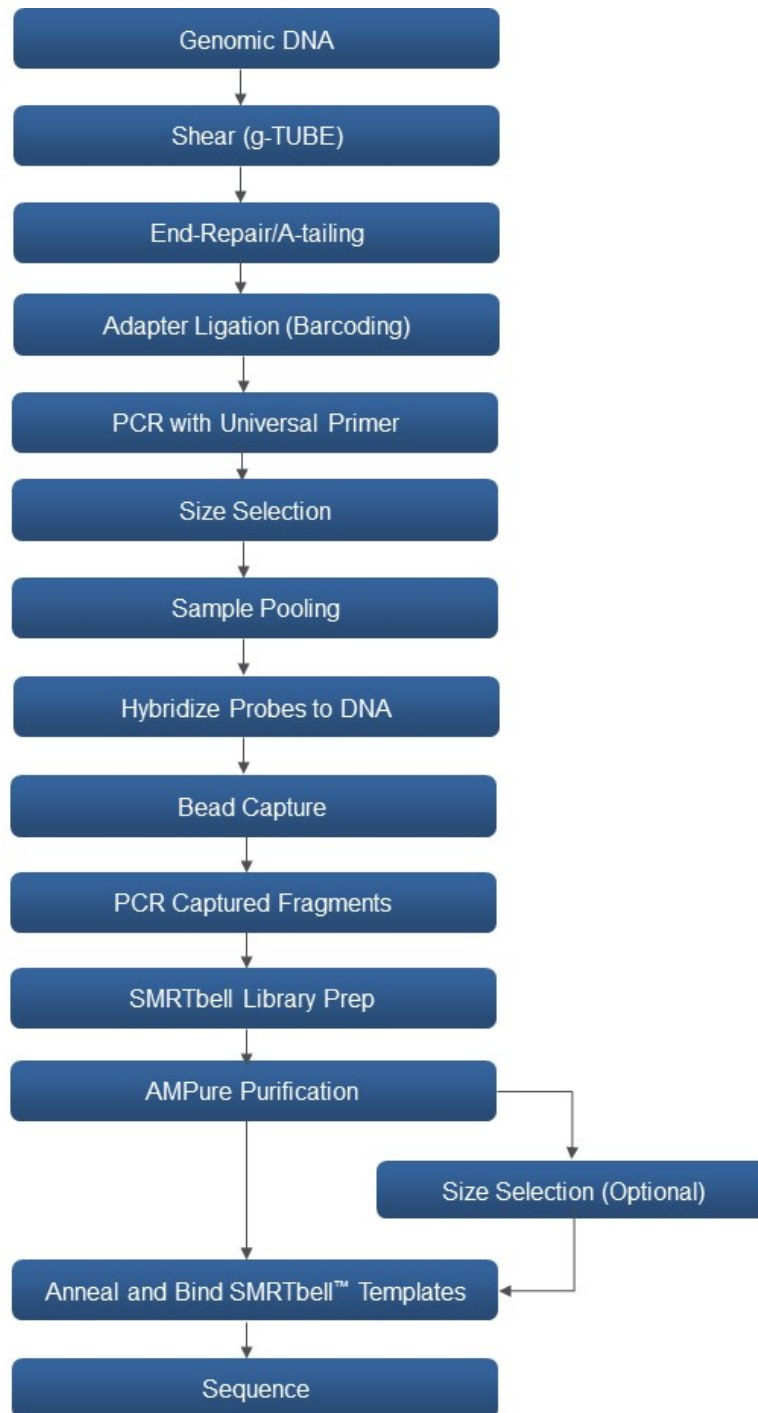 Genomic DNA
Shear (g-TUBE)
End-Repair/A-tailing
Adapter Ligation (Barcoding)
PCR with Universal Primer
Size Selection
Sample Pooling
Hybridize Probes to DNA
Bead Capture
PCR Captured Fragments
SMRTbell Library Prep
AMPure Purification
Size Selection (Optional)
Anneal and Bind SMRTbell™ Templates
Sequence